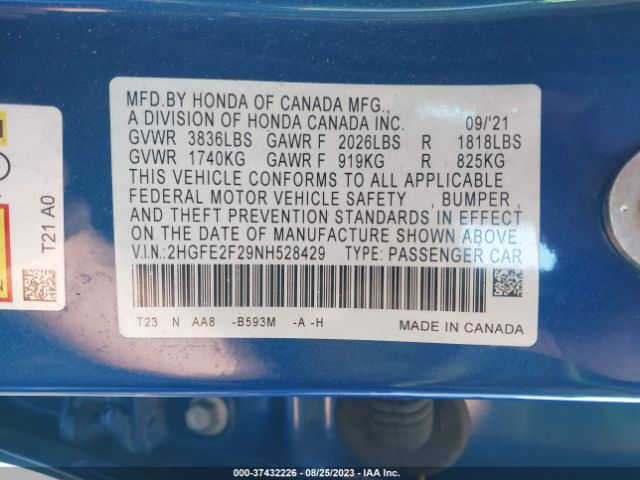 MFD.BY HONDA OF CANADA MFG.,
A DIVISION OF HONDA CANADA INC. 09/'21
GVWR 3836LBS GAWR F 2026LBS R 1818LBS
GVWR 1740KG GAWR F 919KG R 825KG
THIS VEHICLE CONFORMS TO ALL APPLICABLE
FEDERAL MOTOR VEHICLE SAFETY , BUMPER ,
AND THEFT PREVENTION STANDARDS IN EFFECT
ON THE DATE OF MANUFACTURE SHOWN ABOVE.
V.I.N.:2HGFE2F29NH528429 TYPE: PASSENGER CAR
T23 N AA8 -B593M -A -H MADE IN CANADA
T21 A0
© 37432226 - 08/25/2023 - IAA Inc.